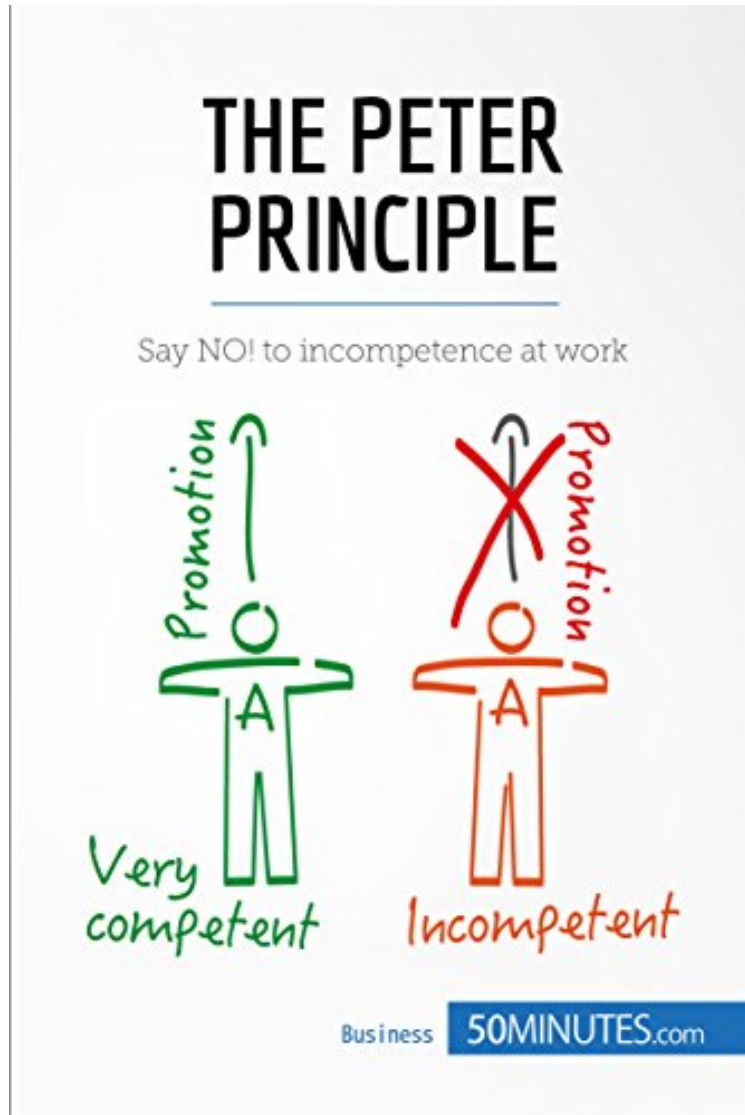 THE PETER
PRINCIPLE
Say NO! to incompetence at work
Promotion
Promotion
A
A
Very
competent
Incompetent
Business
50MINUTES.com